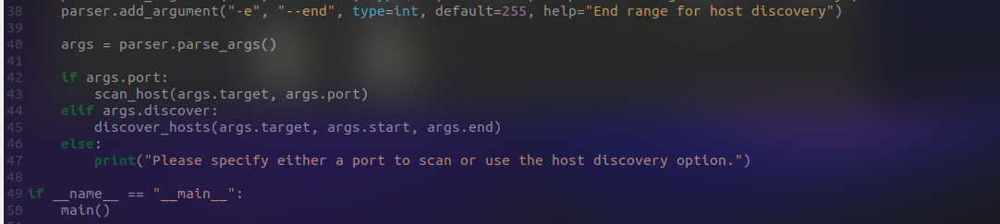 38 parser.add_argument("-e", "--end", type=int, default=255, help="End range for host discovery")
39
40 args = parser.parse_args()
41
42 if args.port:
43 scan_host(args.target, args.port)
44 elif args.discover:
45 discover_hosts(args.target, args.start, args.end)
46 else:
47 print("Please specify either a port to scan or use the host discovery option.")
48
49 if __name__ == "__main__":
50 main()